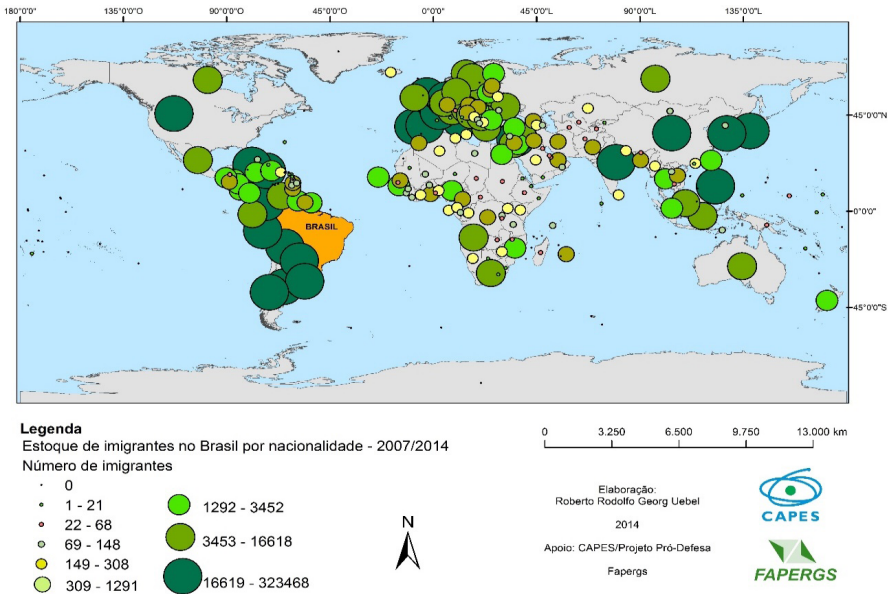 180°0'0" 135°0'0"L 90°0'0"L 45°0'0"L 0°0'0" 45°0'0"L 90°0'0"L 135°0'0"L
45°0'0"N
BRASIL
0°0'0"
45°0'0"S
Legenda
Estoque de imigrantes no Brasil por nacionalidade - 2007/2014
Número de imigrantes
0
1 - 21
22 - 68
69 - 148
149 - 308
309 - 1291
1292 - 3452
3453 - 16618
16619 - 323468
N
0 3.250 6.500 9.750 13.000 km
Elaboração:
Roberto Rodolfo Georg Uebel
2014
Apoio: CAPES/Projeto Pró-Defesa
Fapergs
CAPES
FAPERGS